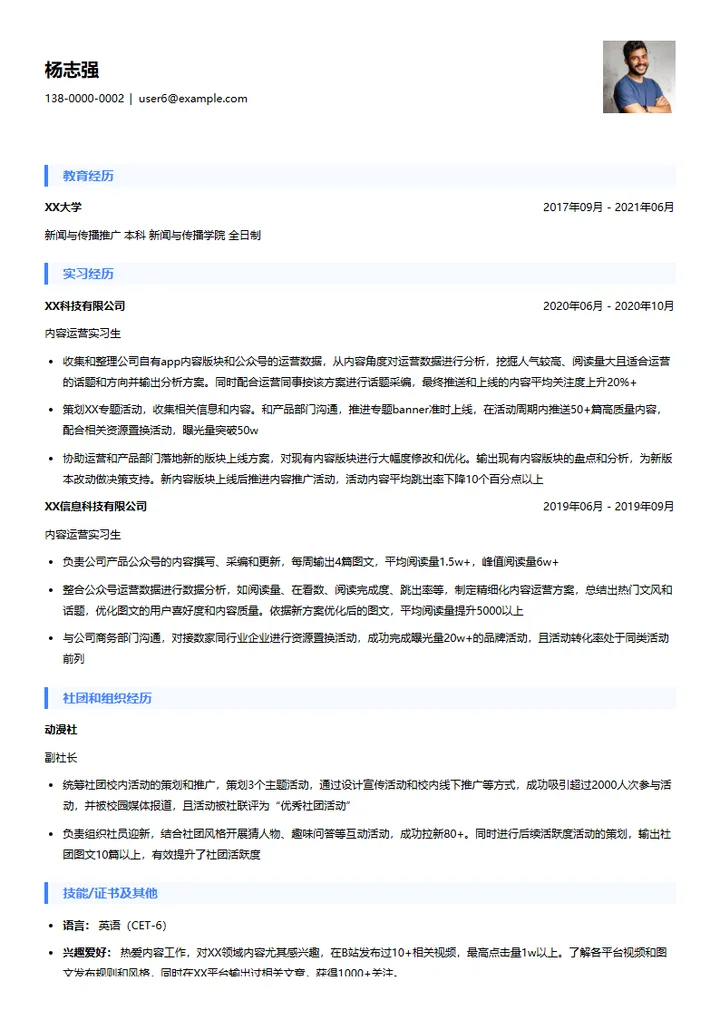 杨志强
138-0000-0002 | user6@example.com
教育经历
XX大学 2017年09月 - 2021年06月
新闻与传播推广 本科 新闻与传播学院 全日制
实习经历
XX科技有限公司 2020年06月 - 2020年10月
内容运营实习生
• 收集和整理公司自有app内容版块和公众号的运营数据，从内容角度对运营数据进行分析，挖掘人气较高、阅读量大且适合运营
的话题和方向并输出分析方案。同时配合运营同事按该方案进行话题采编，最终推送和上线的内容平均关注度上升20%+
• 策划XX专题活动，收集相关信息和内容。和产品部门沟通，推进专题banner准时上线，在活动周期内推送50+篇高质量内容，
配合相关资源置换活动，曝光量突破50w
• 协助运营和产品部门落地新的版块上线方案，对现有内容版块进行大幅度修改和优化。输出现有内容版块的盘点和分析，为新版
本改动做决策支持。新内容版块上线后推进内容推广活动，活动内容平均跳出率下降10个百分点以上
XX信息科技有限公司 2019年06月 - 2019年09月
内容运营实习生
• 负责公司产品公众号的内容撰写、采编和更新，每周输出4篇图文，平均阅读量1.5w+，峰值阅读量6w+
• 整合公众号运营数据进行数据分析，如阅读量、在看数、阅读完成度、跳出率等，制定精细化内容运营方案，总结出热门文风和
话题，优化图文的用户喜好度和内容质量。依据新方案优化后的图文，平均阅读量提升5000以上
• 与公司商务部门沟通，对接数家同行业企业进行资源置换活动，成功完成曝光量20w+的品牌活动，且活动转化率处于同类活动
前列
社团和组织经历
动漫社
副社长
• 统筹社团校内活动的策划和推广，策划3个主题活动，通过设计宣传活动和校内线下推广等方式，成功吸引超过2000人次参与活
动，并被校园媒体报道，且活动被社联评为“优秀社团活动”
• 负责组织社员迎新，结合社团风格开展猜人物、趣味问答等互动活动，成功拉新80+。同时进行后续活跃度活动的策划，输出社
团图文10篇以上，有效提升了社团活跃度
技能/证书及其他
• 语言： 英语（CET-6）
• 兴趣爱好： 热爱内容工作，对XX领域内容尤其感兴趣，在B站发布过10+相关视频，最高点击量1w以上。了解各平台视频和图
文发布规则和风格，同时在XX平台输出过相关文章，获得1000+关注。